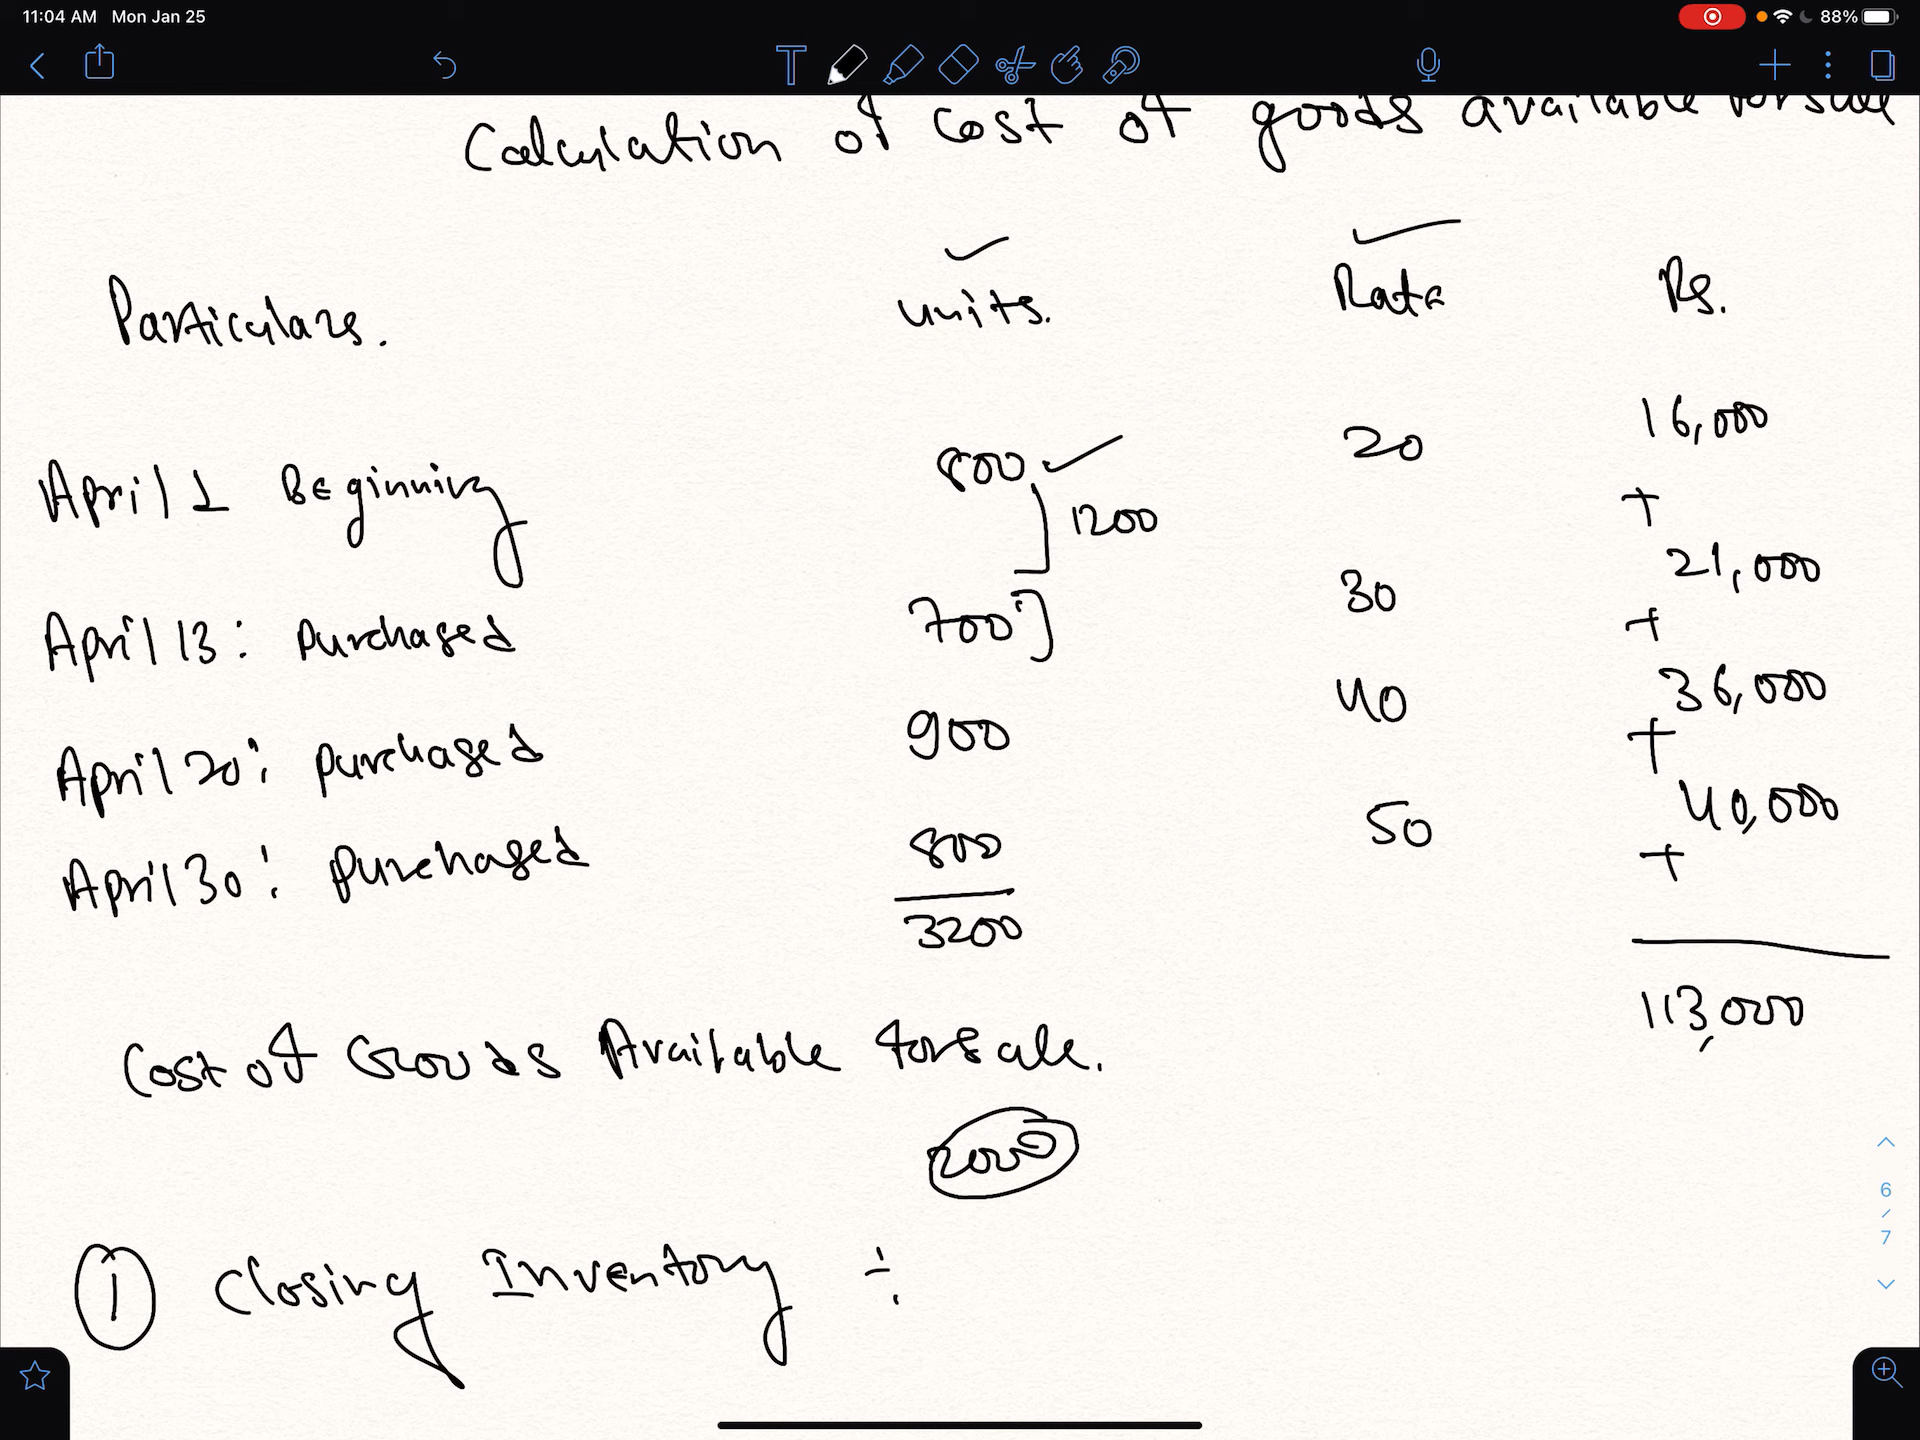 11:04 AM Mon Jan 25
88%
Calculation of cost of goods available for sale
Particulars. units. Rate Rs.
April 1 Beginning 800 20 16,000
1200
+
April 13: purchased 700 30 21,000
+
April 20: purchased 900 40 36,000
+
April 30: purchased 800 50 40,000
+
3200
113,000
Cost of Goods Available for sale.
2000
6
/
7
1 Closing Inventory :